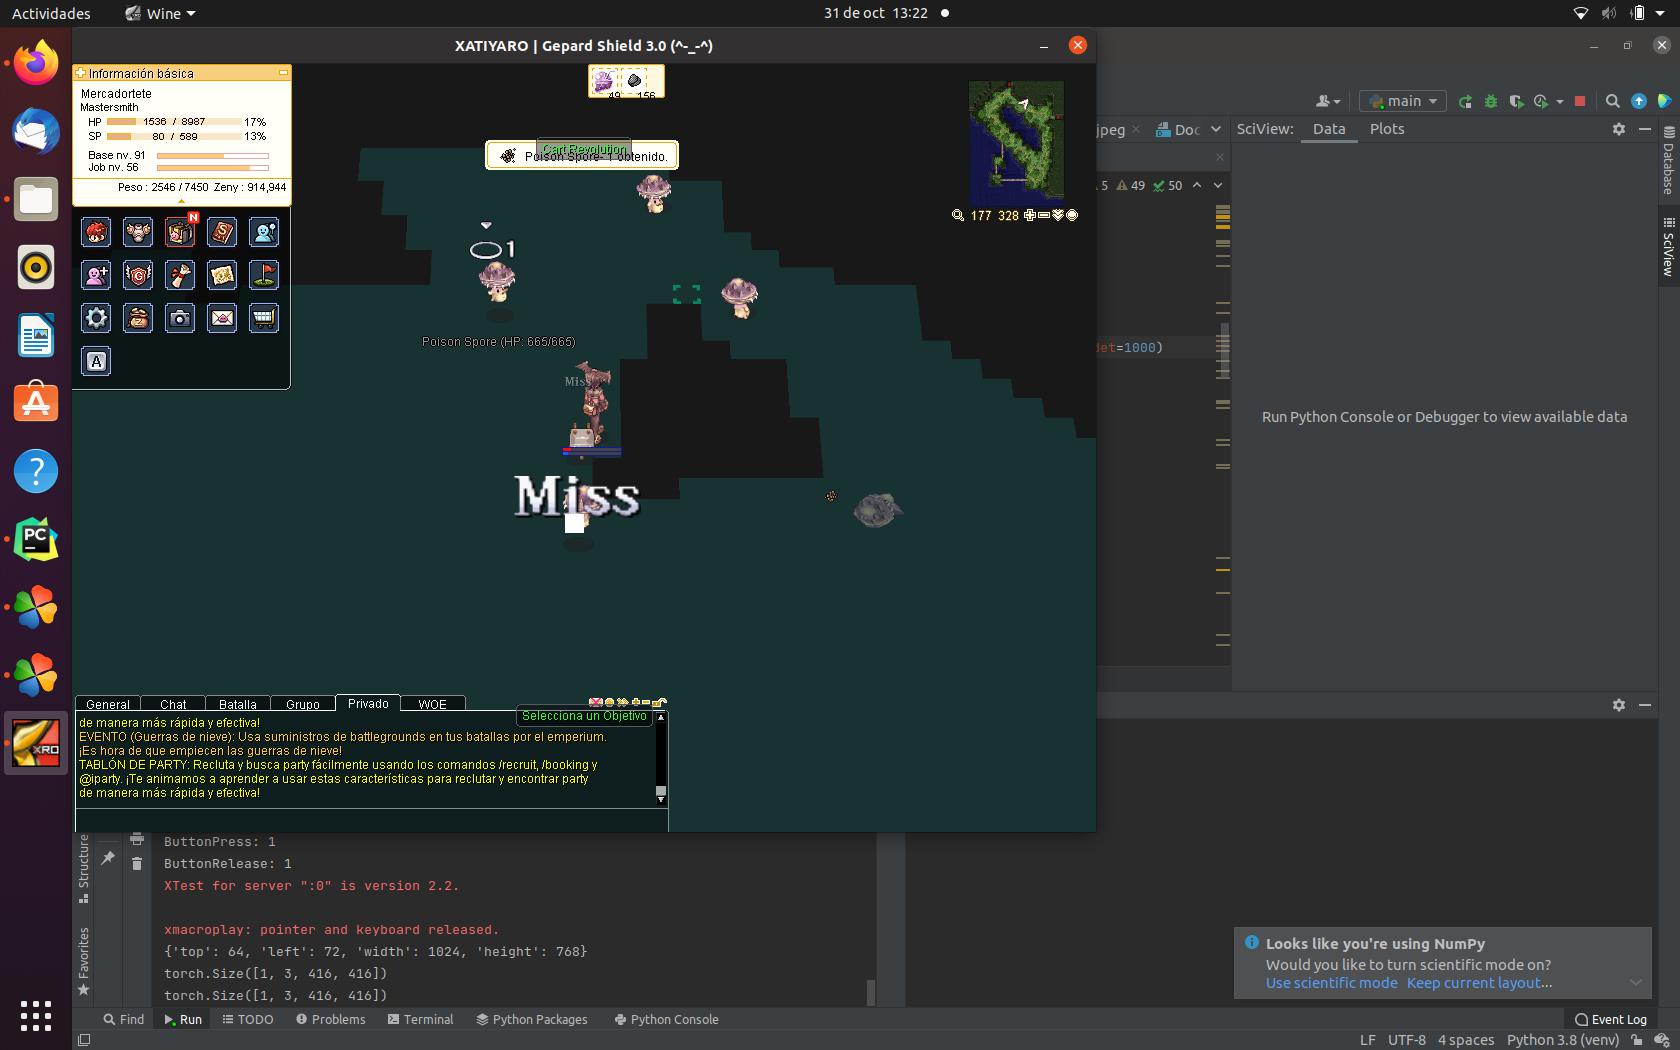 Actividades
Wine
31 de oct 13:22
XATIYARO | Gepard Shield 3.0 (^-_-^)
Información básica
Mercadortete
Mastersmith
HP 1536 / 8987 17%
SP 80 / 589 13%
Base nv. 91
Job nv. 56
Peso : 2546 / 7450 Zeny : 914,944
N
S
G
A
49 156
Cart Revolution
Poison Spore- 1 obtenido.
177 328
1
Poison Spore (HP: 665/665)
Miss
Miss
General Chat Batalla Grupo Privado WOE
Selecciona un Objetivo
de manera más rápida y efectiva!
EVENTO (Guerras de nieve): Usa suministros de battlegrounds en tus batallas por el emperium.
¡Es hora de que empiecen las guerras de nieve!
TABLÓN DE PARTY: Recluta y busca party fácilmente usando los comandos /recruit, /booking y
@iparty. ¡Te animamos a aprender a usar estas características para reclutar y encontrar party
de manera más rápida y efectiva!
PC
XRO
main
jpeg
Doc
SciView: Data Plots
5 49 50
det=1000)
Run Python Console or Debugger to view available data
Database
SciView
Structure
Favorites
ButtonPress: 1
ButtonRelease: 1
XTest for server ":0" is version 2.2.
xmacroplay: pointer and keyboard released.
{'top': 64, 'left': 72, 'width': 1024, 'height': 768}
torch.Size([1, 3, 416, 416])
torch.Size([1, 3, 416, 416])
Looks like you're using NumPy
Would you like to turn scientific mode on?
Use scientific mode Keep current layout...
Find Run TODO Problems Terminal Python Packages Python Console
Event Log
LF UTF-8 4 spaces Python 3.8 (venv)